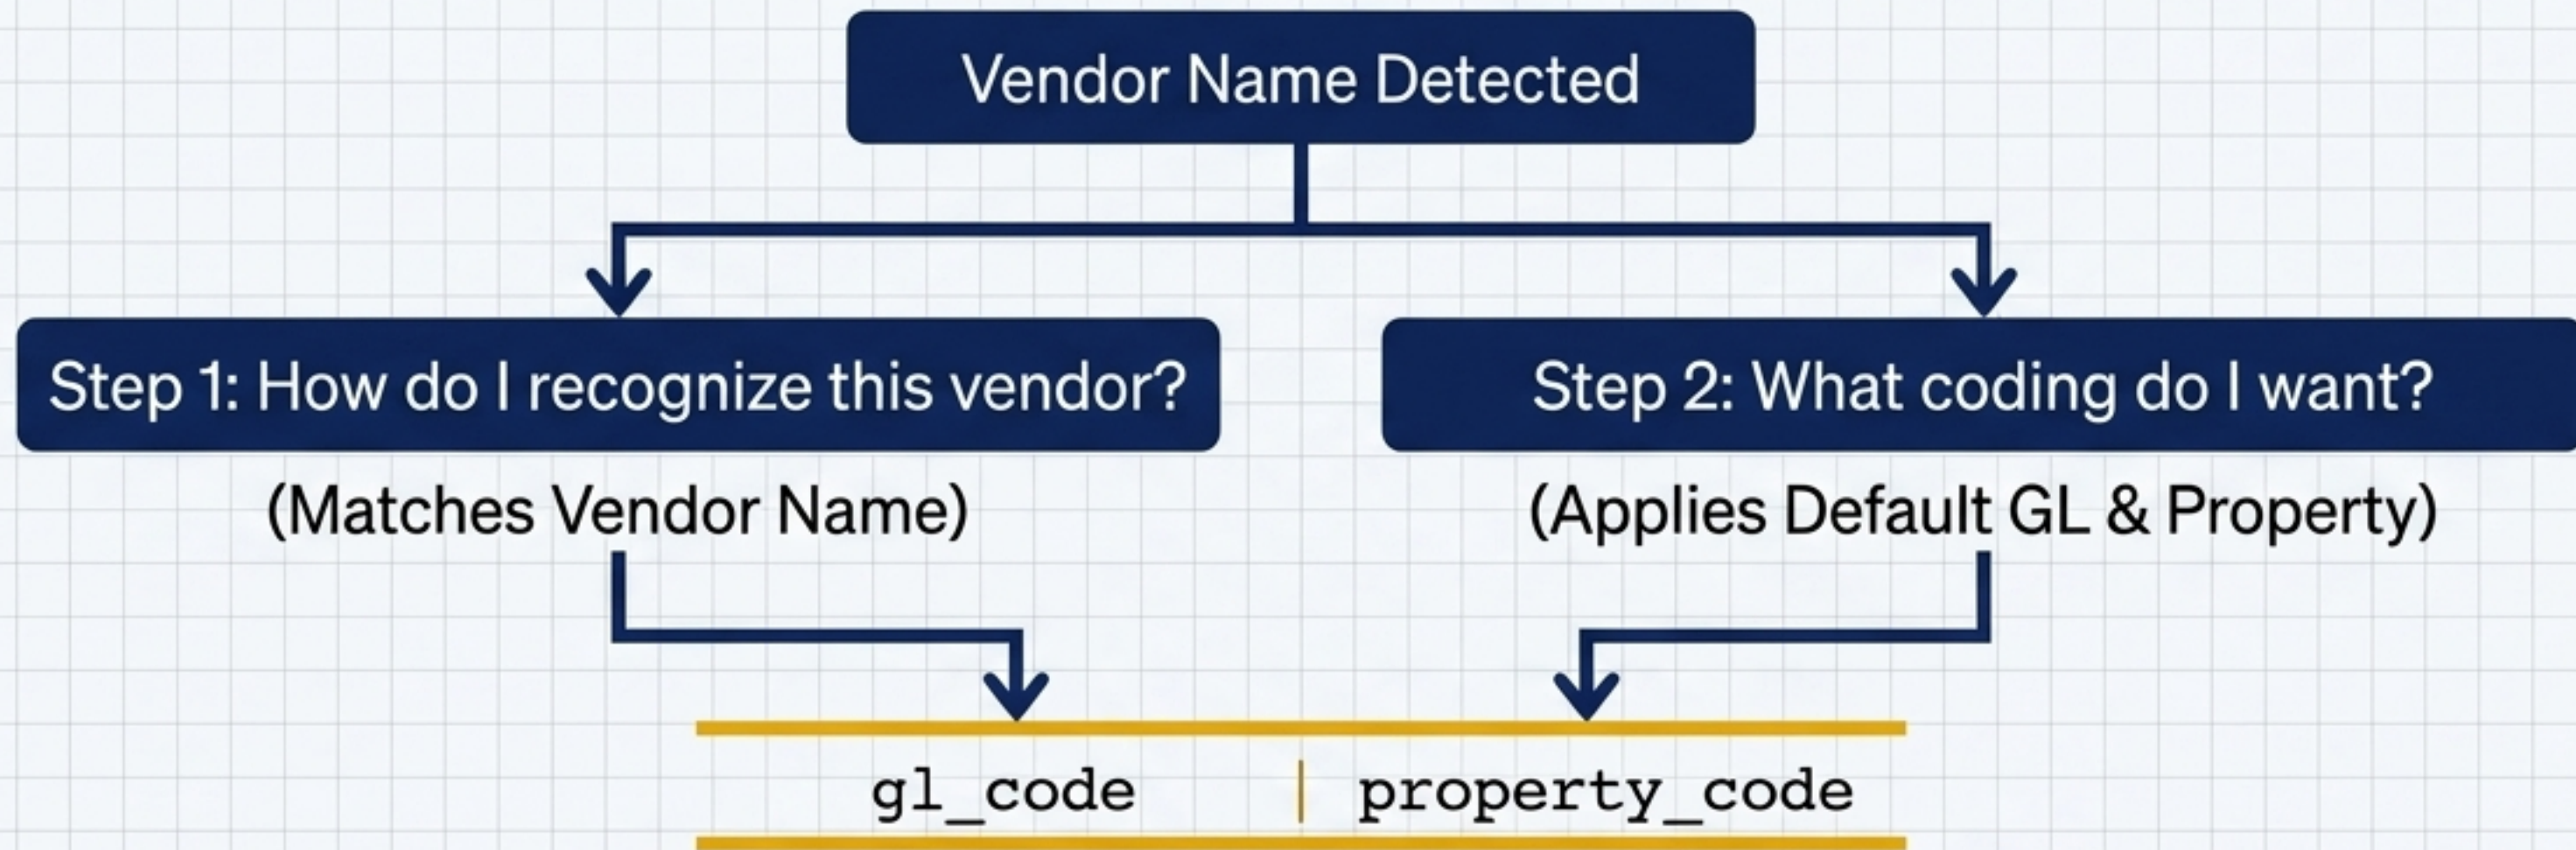 Vendor Name Detected
Step 1: How do I recognize this vendor?
Step 2: What coding do I want?
(Matches Vendor Name)
(Applies Default GL & Property)
gl_code | property_code